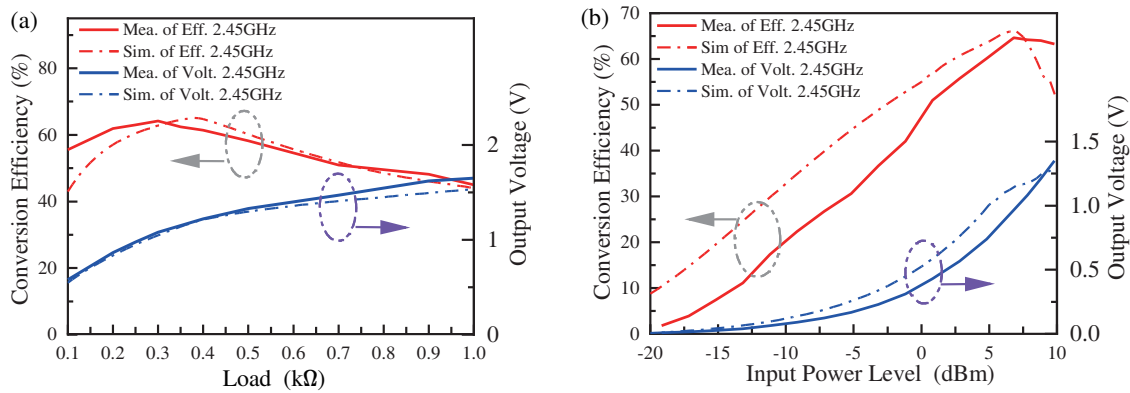 (a)
Mea. of Eff. 2.45GHz
Sim. of Eff. 2.45GHz
Mea. of Volt. 2.45GHz
Sim. of Volt. 2.45GHz
Conversion Efficiency (%)
80
60
40
20
0
Output Voltage (V)
2
1
0
0.1 0.2 0.3 0.4 0.5 0.6 0.7 0.8 0.9 1.0
Load (kΩ)
(b)
Mea. of Eff. 2.45GHz
Sim of Eff. 2.45GHz
Mea. of Volt. 2.45GHz
Sim. of Volt. 2.45GHz
Conversion Efficiency (%)
70
60
50
40
30
20
10
0
Output Voltage (V)
1.5
1.0
0.5
0.0
-20 -15 -10 -5 0 5 10
Input Power Level (dBm)